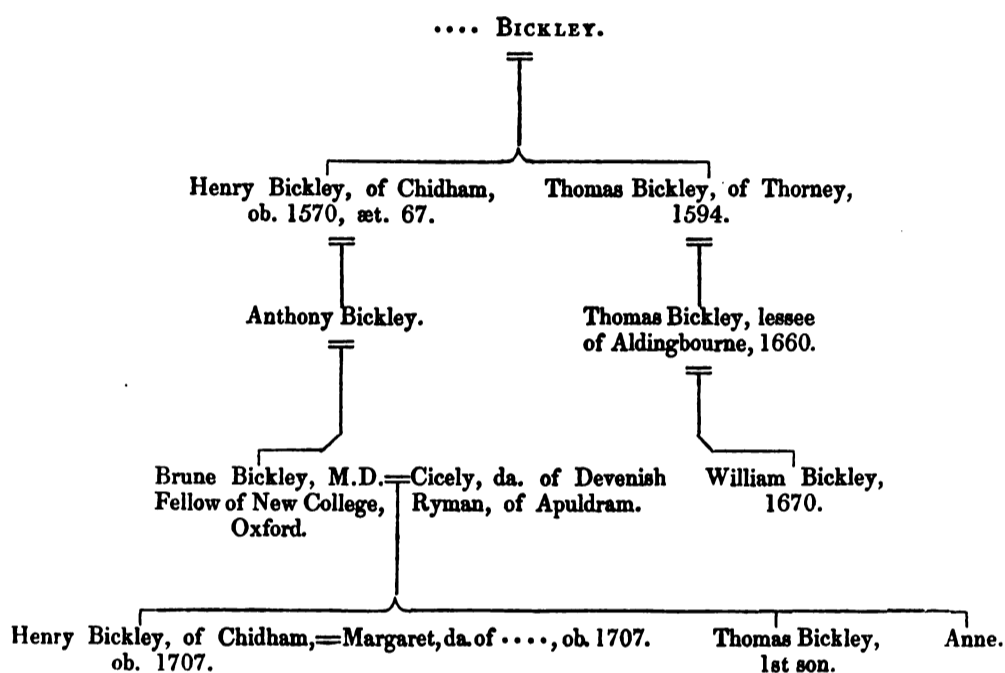 ···· BICKLEY.
Henry Bickley, of Chidham,
ob. 1570, æt. 67.
Thomas Bickley, of Thorney,
1594.
Anthony Bickley.
Thomas Bickley, lessee
of Aldingbourne, 1660.
Brune Bickley, M.D.=Cicely, da. of Devenish
Fellow of New College,
Oxford.
Ryman, of Apuldram.
William Bickley,
1670.
Henry Bickley, of Chidham,=Margaret, da. of ····, ob. 1707.
ob. 1707.
Thomas Bickley,
1st son.
Anne.